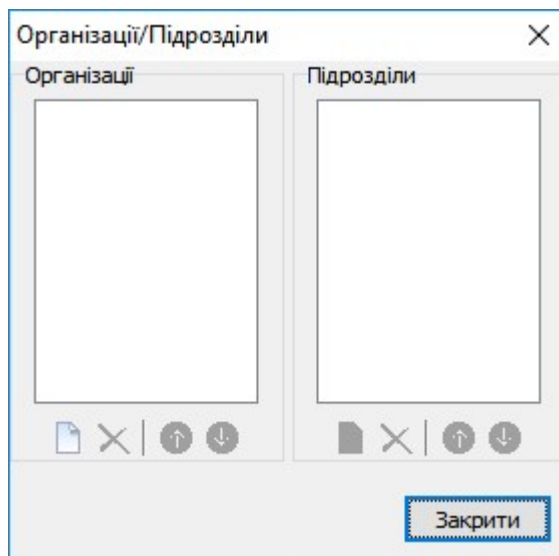 Організації/Підрозділи
Організації
Підрозділи
Закрити